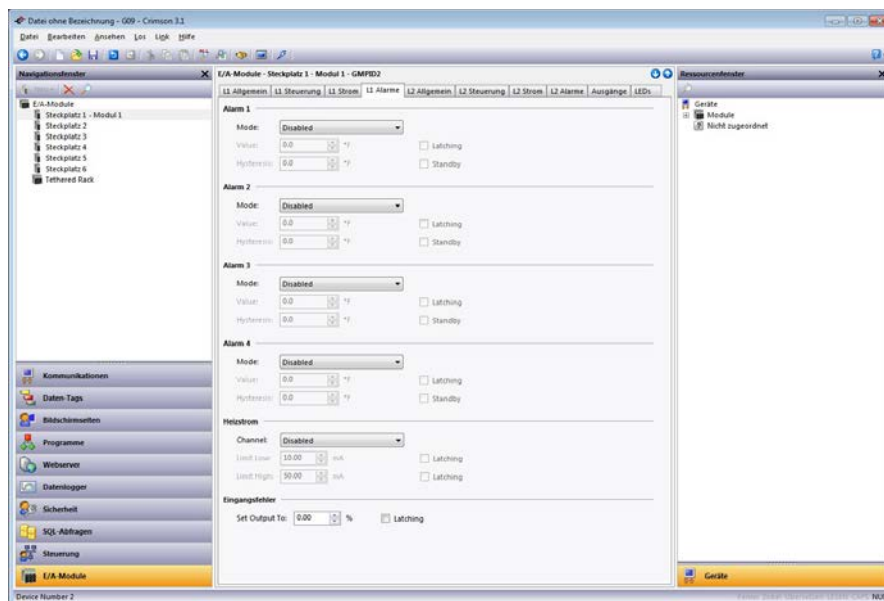 Datei ohne Bezeichnung - G09 - Crimson 3.1
Datei Bearbeiten Ansehen Los Link Hilfe
Navigationsfenster
E/A-Module
Steckplatz 1 - Modul 1
Steckplatz 2
Steckplatz 3
Steckplatz 4
Steckplatz 5
Steckplatz 6
Tethered Rack
Kommunikationen
Daten-Tags
Bildschirmseiten
Programme
Webserver
Datenlogger
Sicherheit
SQL-Abfragen
Steuerung
E/A-Module
E/A-Module - Steckplatz 1 - Modul 1 - GMPID2
L1 Allgemein L1 Steuerung L1 Strom L1 Alarme L2 Allgemein L2 Steuerung L2 Strom L2 Alarme Ausgänge LEDs
Alarm 1
Mode: Disabled
Value: 0.0 °F Latching
Hysteresis: 0.0 °F Standby
Alarm 2
Mode: Disabled
Value: 0.0 °F Latching
Hysteresis: 0.0 °F Standby
Alarm 3
Mode: Disabled
Value: 0.0 °F Latching
Hysteresis: 0.0 °F Standby
Alarm 4
Mode: Disabled
Value: 0.0 °F Latching
Hysteresis: 0.0 °F Standby
Heizstrom
Channel: Disabled
Limit Low: 10.00 mA Latching
Limit High: 50.00 mA Latching
Eingangsfehler
Set Output To: 0.00 % Latching
Ressourcenfenster
Geräte
Module
Nicht zugeordnet
Geräte
Device Number 2
CAPS NUM